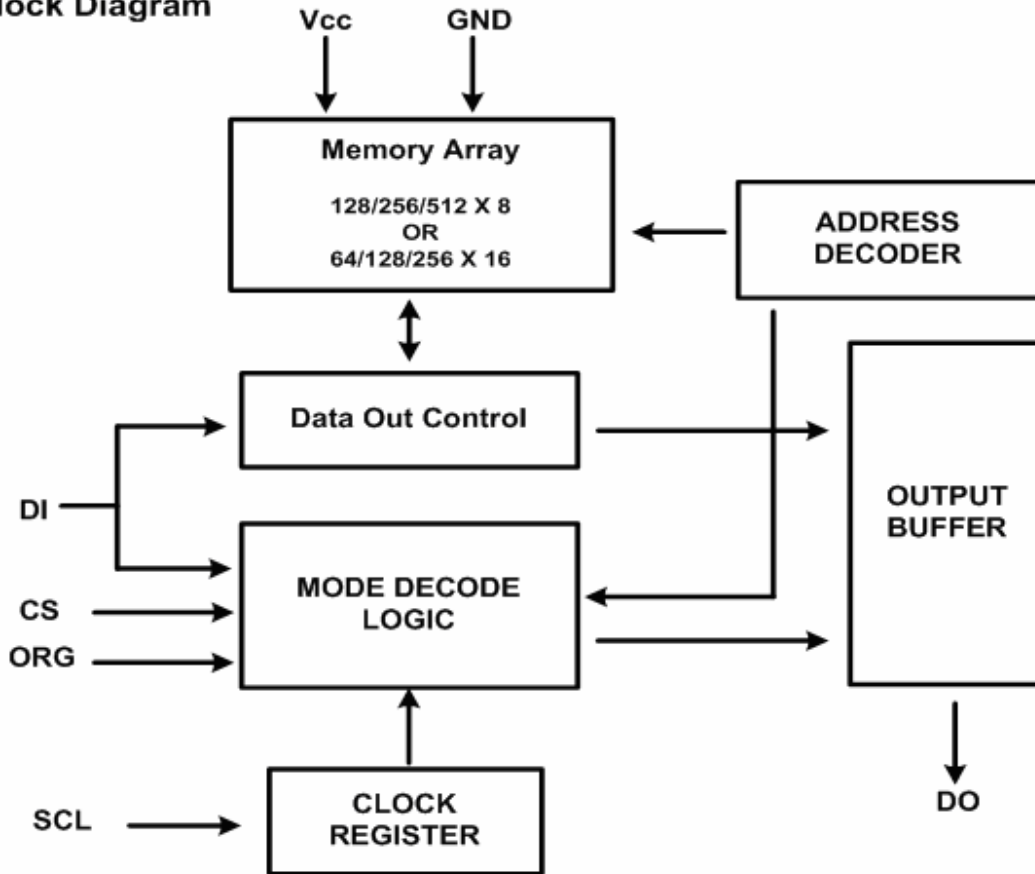 lock Diagram
Vcc
GND
Memory Array
128/256/512 X 8
OR
64/128/256 X 16
ADDRESS
DECODER
Data Out Control
DI
MODE DECODE
LOGIC
CS
ORG
OUTPUT
BUFFER
SCL
CLOCK
REGISTER
DO